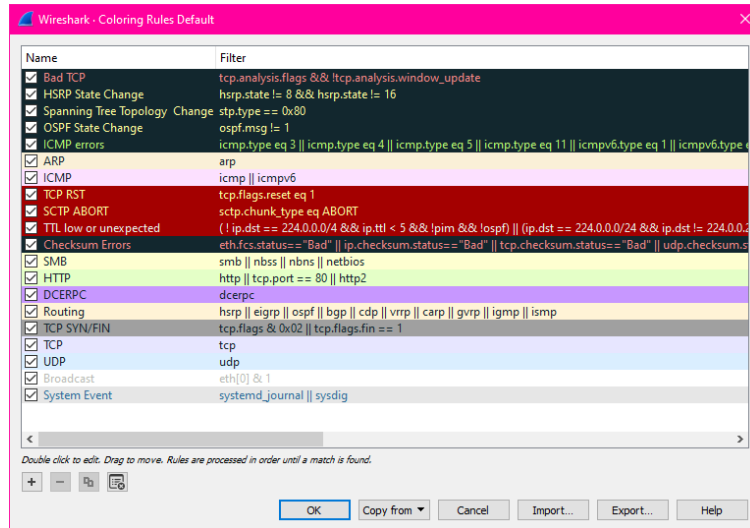 Wireshark · Coloring Rules Default
Name Filter
Bad TCP tcp.analysis.flags && !tcp.analysis.window_update
HSRP State Change hsrp.state != 8 && hsrp.state != 16
Spanning Tree Topology Change stp.type == 0x80
OSPF State Change ospf.msg != 1
ICMP errors icmp.type eq 3 || icmp.type eq 4 || icmp.type eq 5 || icmp.type eq 11 || icmpv6.type eq 1 || icmpv6.type
ARP arp
ICMP icmp || icmpv6
TCP RST tcp.flags.reset eq 1
SCTP ABORT sctp.chunk_type eq ABORT
TTL low or unexpected ( ! ip.dst == 224.0.0.0/4 && ip.ttl < 5 && !pim && !ospf) || (ip.dst == 224.0.0.0/24 && ip.dst != 224.0.0.
Checksum Errors eth.fcs.status=="Bad" || ip.checksum.status=="Bad" || tcp.checksum.status=="Bad" || udp.checksum.
SMB smb || nbss || nbns || netbios
HTTP http || tcp.port == 80 || http2
DCERPC dcerpc
Routing hsrp || eigrp || ospf || bgp || cdp || vrrp || carp || gvrp || igmp || ismp
TCP SYN/FIN tcp.flags & 0x02 || tcp.flags.fin == 1
TCP tcp
UDP udp
Broadcast eth[0] & 1
System Event systemd_journal || sysdig
Double click to edit. Drag to move. Rules are processed in order until a match is found.
OK Copy from Cancel Import... Export... Help